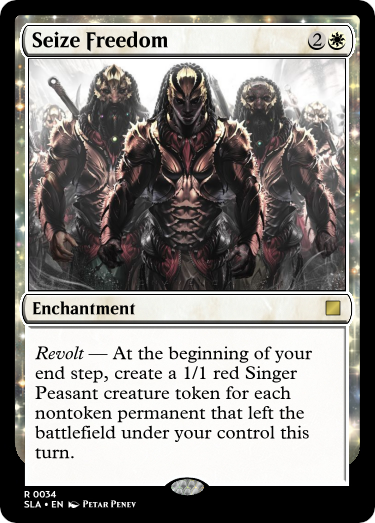 Seize Freedom 2
Enchantment
Revolt — At the beginning of your
end step, create a 1/1 red Singer
Peasant creature token for each
nontoken permanent that left the
battlefield under your control this
turn.
R 0034
SLA • EN Petar Penev